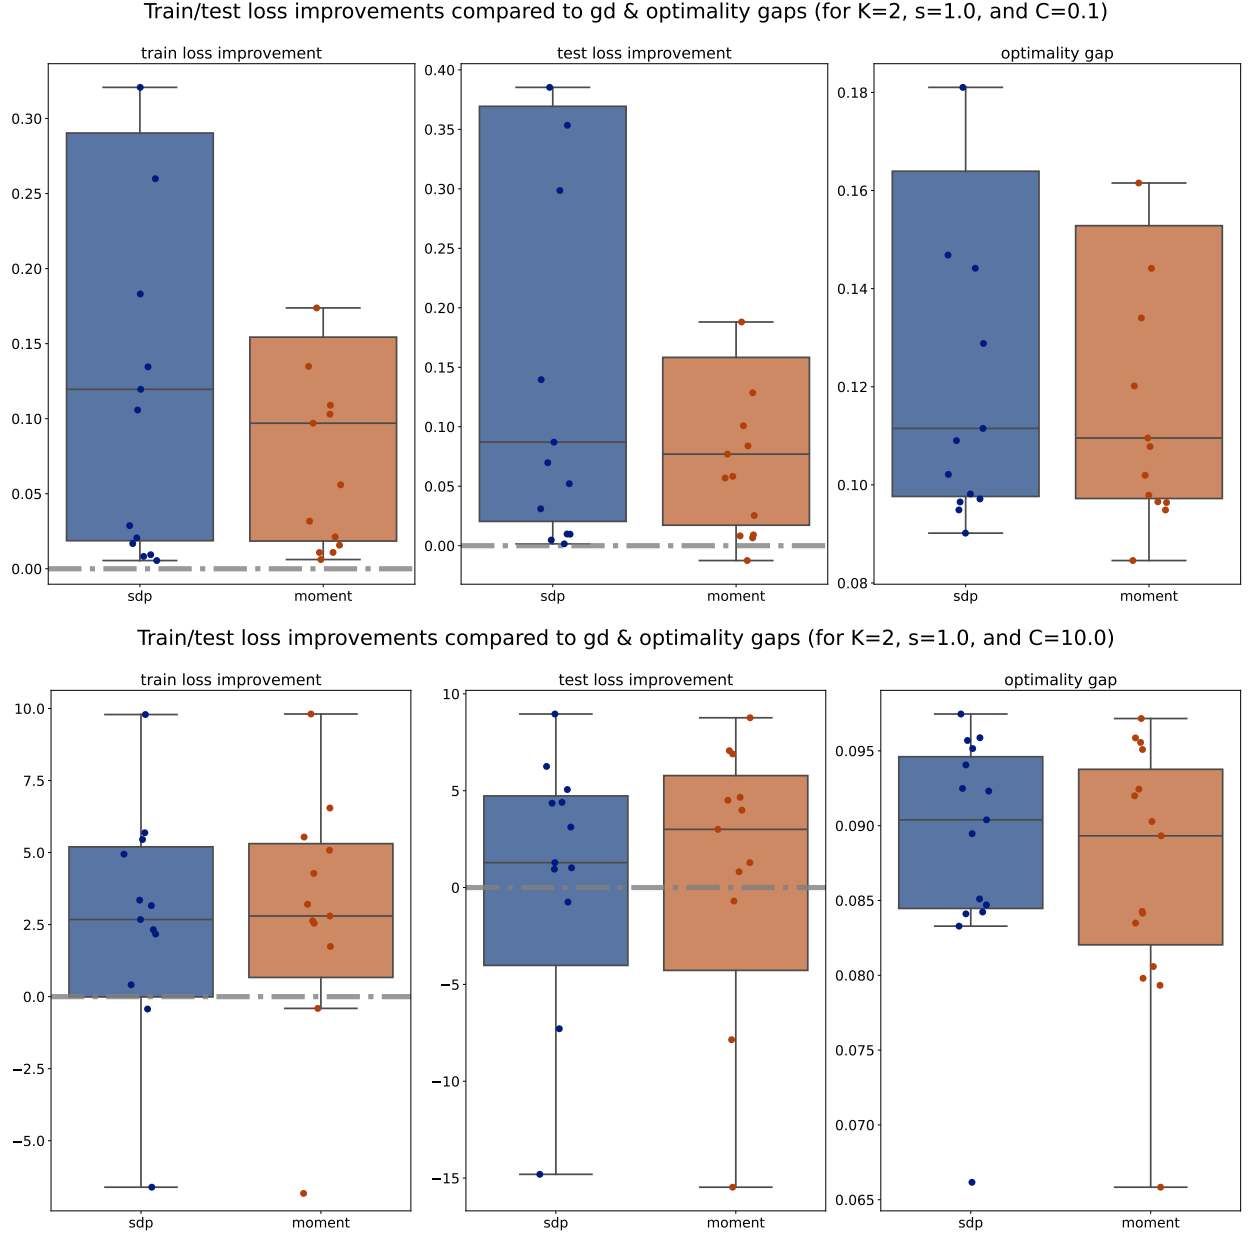 Train/test loss improvements compared to gd & optimality gaps (for K=2, s=1.0, and C=0.1)
train loss improvement
test loss improvement
optimality gap
0.30
0.25
0.20
0.15
0.10
0.05
0.00
sdp
moment
0.40
0.35
0.30
0.25
0.20
0.15
0.10
0.05
0.00
sdp
moment
0.18
0.16
0.14
0.12
0.10
0.08
sdp
moment
Train/test loss improvements compared to gd & optimality gaps (for K=2, s=1.0, and C=10.0)
train loss improvement
test loss improvement
optimality gap
10.0
7.5
5.0
2.5
0.0
−2.5
−5.0
sdp
moment
10
5
0
−5
−10
−15
sdp
moment
0.095
0.090
0.085
0.080
0.075
0.070
0.065
sdp
moment